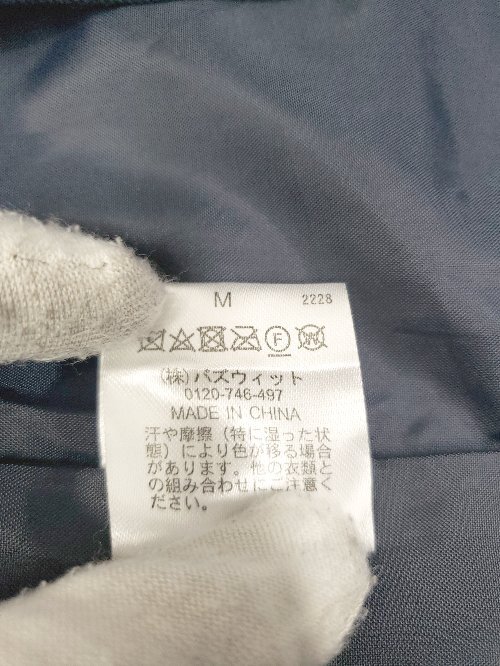 M 2228
F W
(株)バズウィット
0120-746-497
MADE IN CHINA
汗や摩擦(特に湿った状
態)により色が移る場合
があります。他の衣類と
の組み合わせにご注意く
ださい。